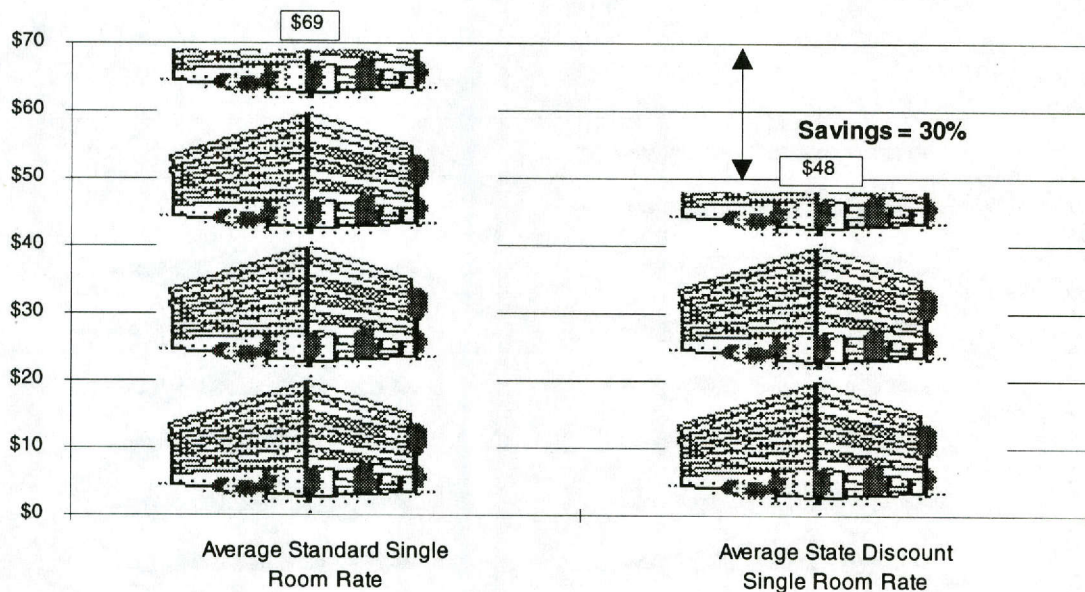 $69
$70
$60
Savings = 30%
$50
$48
$40
$30
$20
$10
$0
Average Standard Single
Room Rate
Average State Discount
Single Room Rate